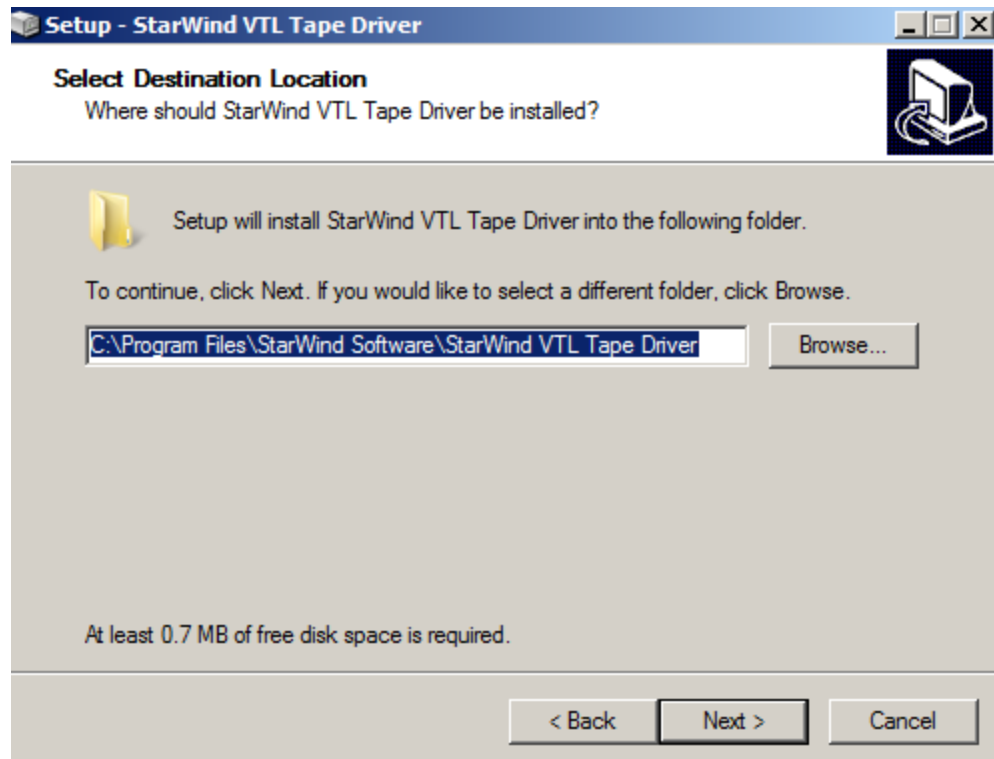 Setup - StarWind VTL Tape Driver
Select Destination Location
Where should StarWind VTL Tape Driver be installed?
Setup will install StarWind VTL Tape Driver into the following folder.
To continue, click Next. If you would like to select a different folder, click Browse.
C:\Program Files\StarWind Software\StarWind VTL Tape Driver
Browse...
At least 0.7 MB of free disk space is required.
< Back
Next >
Cancel